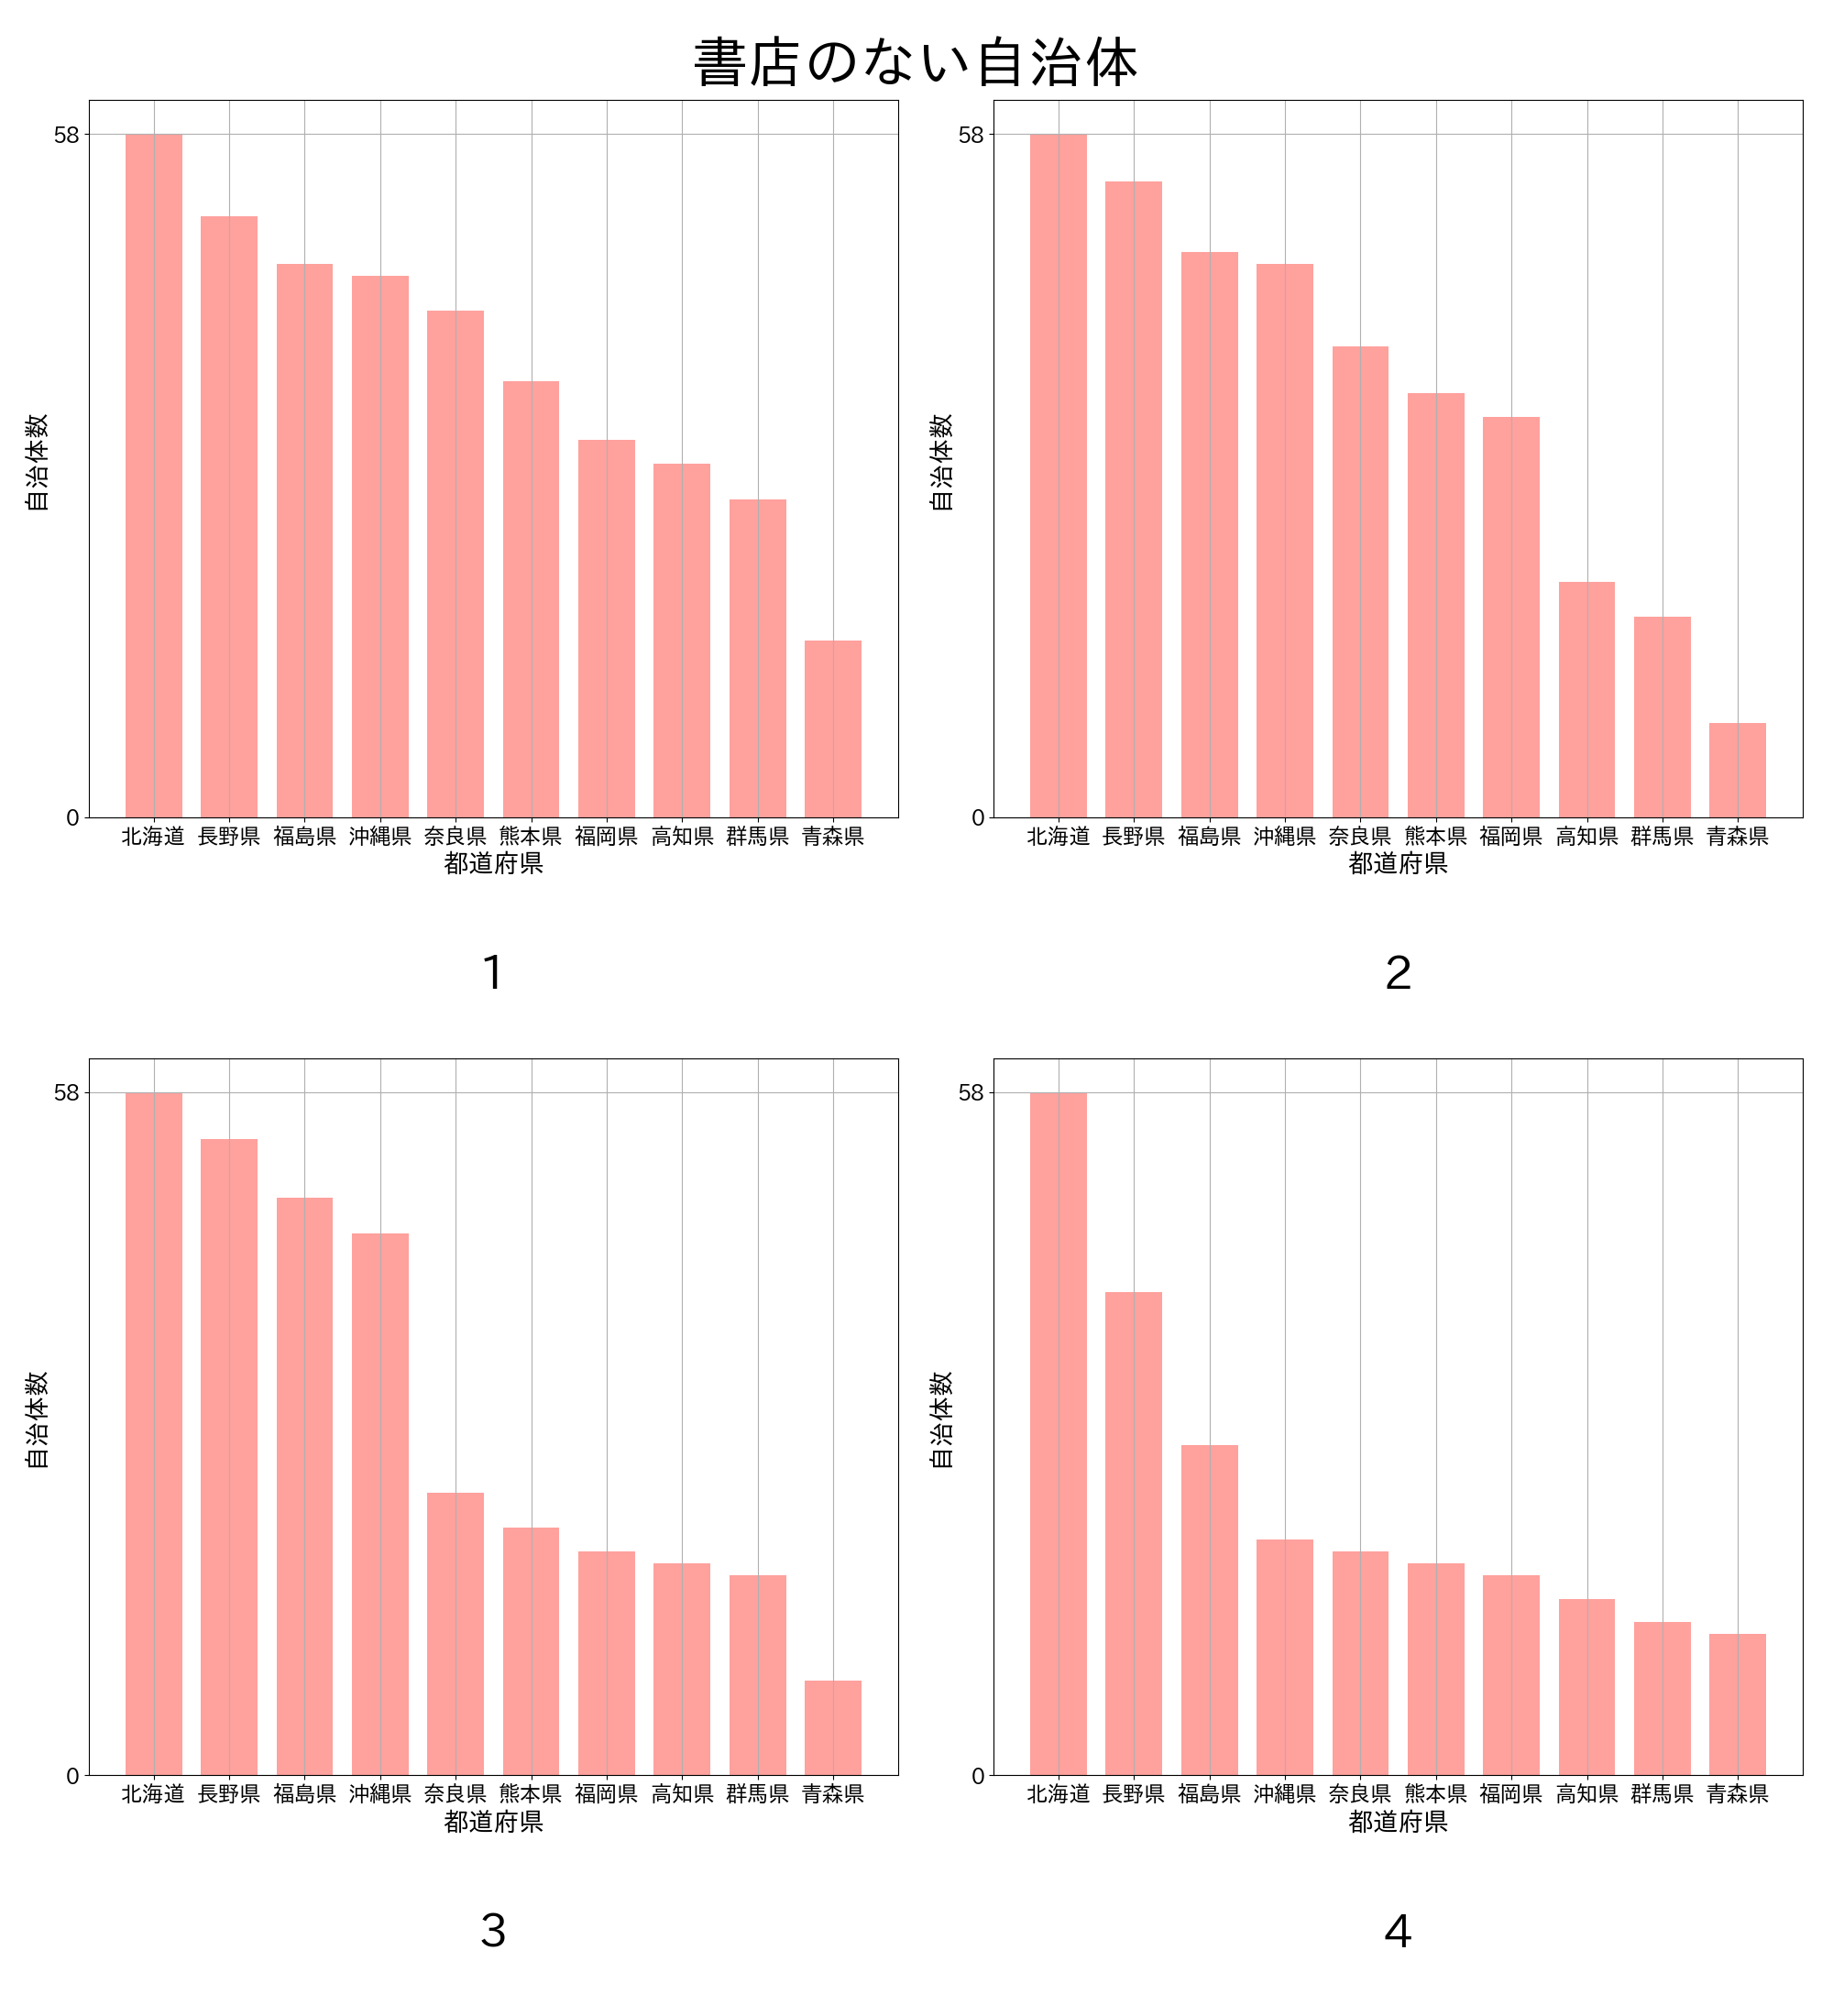 書店のない自治体
58
0
自治体数
北海道 長野県 福島県 沖縄県 奈良県 熊本県 福岡県 高知県 群馬県 青森県
都道府県
1
58
0
自治体数
北海道 長野県 福島県 沖縄県 奈良県 熊本県 福岡県 高知県 群馬県 青森県
都道府県
2
58
0
自治体数
北海道 長野県 福島県 沖縄県 奈良県 熊本県 福岡県 高知県 群馬県 青森県
都道府県
3
58
0
自治体数
北海道 長野県 福島県 沖縄県 奈良県 熊本県 福岡県 高知県 群馬県 青森県
都道府県
4